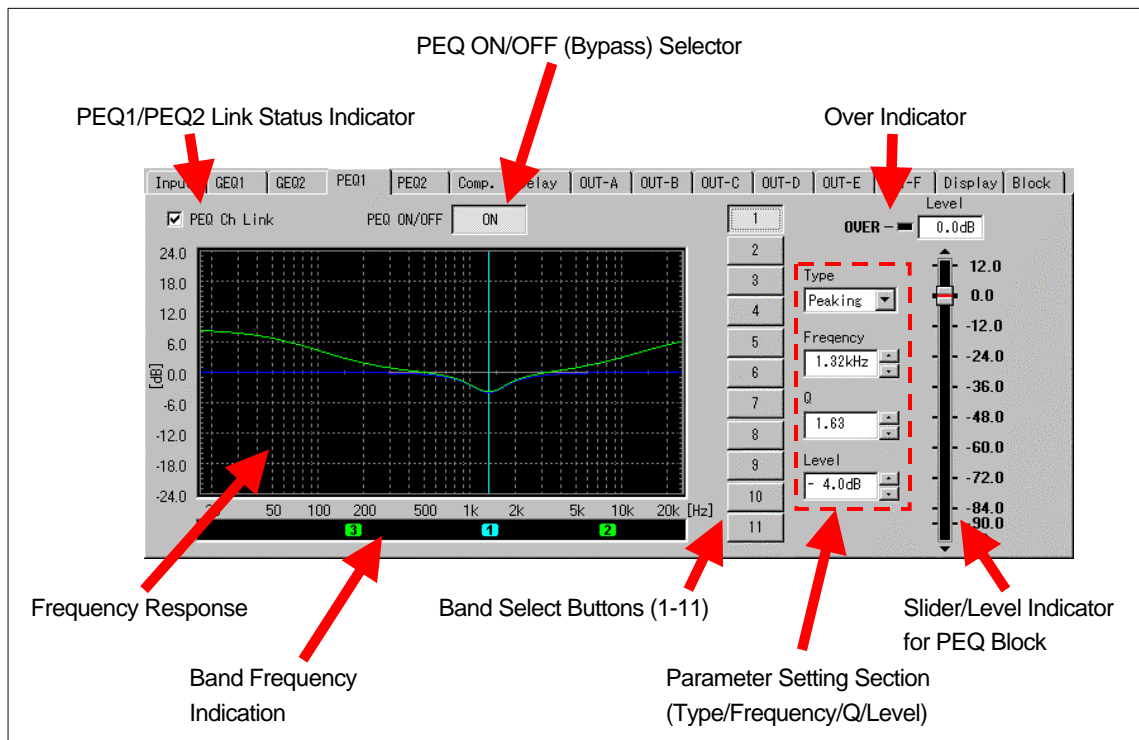 PEQ ON/OFF (Bypass) Selector
PEQ1/PEQ2 Link Status Indicator
Over Indicator
GEQ1 GEQ2 PEQ1 PEQ2 Comp. OUT-A OUT-B OUT-C OUT-D OUT-E Display Block
PEQ Ch Link PEQ ON/OFF ON
Level
OVER 0.0dB
24.0
18.0
12.0
6.0
0.0
-6.0
-12.0
-18.0
-24.0
[dB]
50 100 200 500 1k 2k 5k 10k 20k [Hz]
3 1 2
1
2
3
4
5
6
7
8
9
10
11
Type
Peaking
Freqency
1.32kHz
Q
1.63
Level
- 4.0dB
12.0
0.0
-12.0
-24.0
-36.0
-48.0
-60.0
-72.0
-84.0
-90.0
Frequency Response
Band Select Buttons (1-11)
Slider/Level Indicator
for PEQ Block
Band Frequency
Indication
Parameter Setting Section
(Type/Frequency/Q/Level)